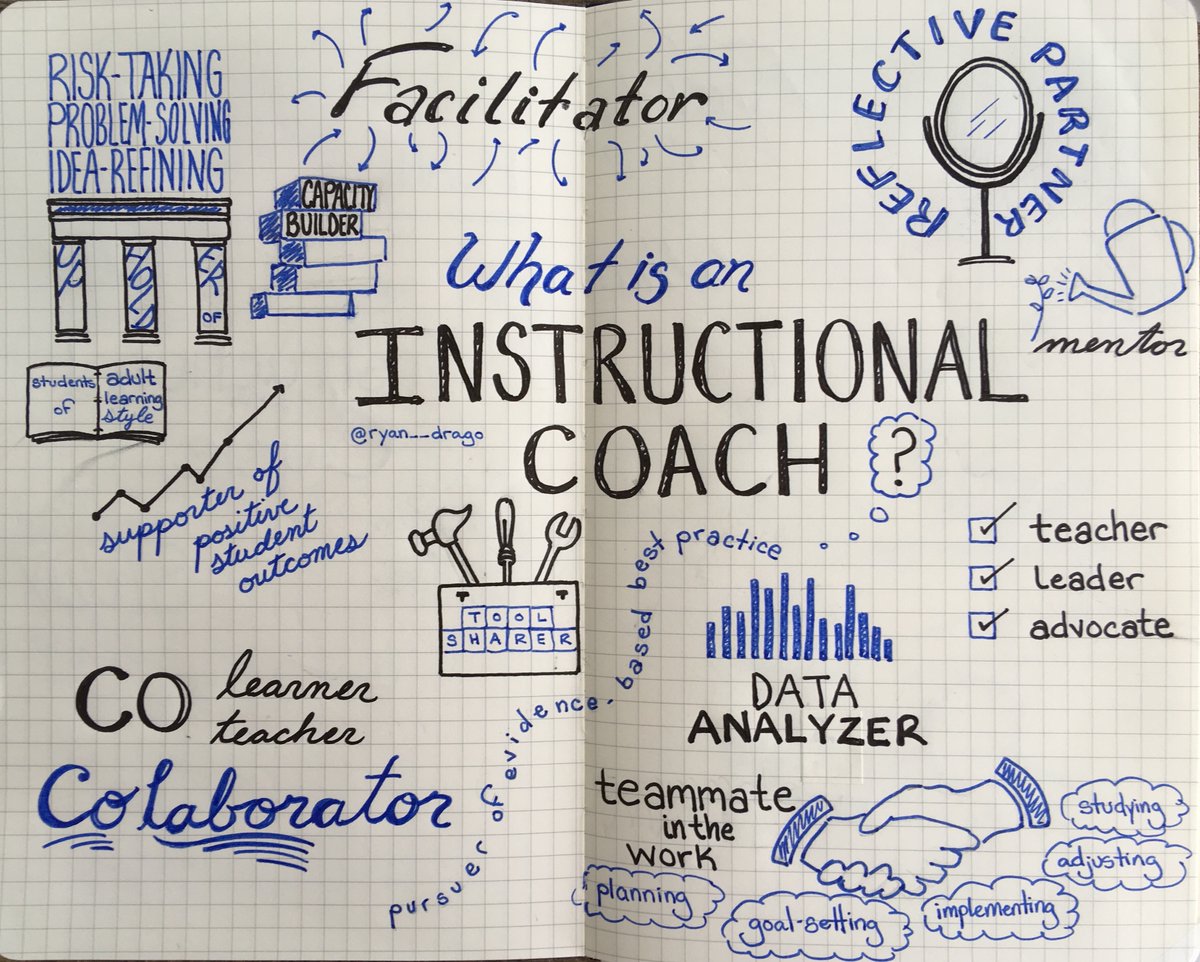 RISK-TAKING
PROBLEM-SOLVING
IDEA-REFINING
UP
HOLD
ER OF
CAPACITY
BUILDER
Facilitator
REFLECTIVE PARTNER
mentor
What is an
INSTRUCTIONAL
COACH ?
@ryan__drago
students
of
adult
learning
style
supporter of
positive
student
outcomes
TOOL
SHARER
pursuer of evidence-based best practice
teacher
leader
advocate
DATA
ANALYZER
CO
learner
teacher
Colaborator
teammate
in the
work
planning
goal-setting
implementing
adjusting
studying